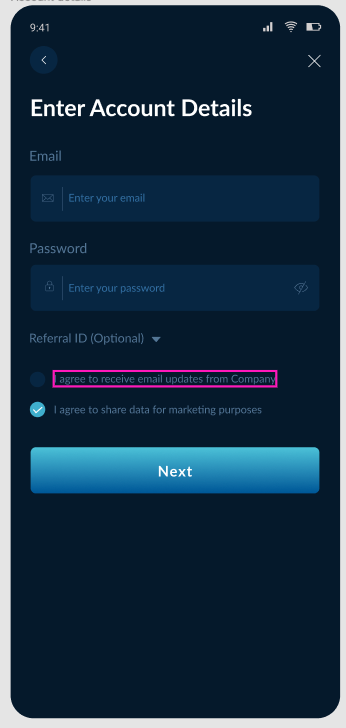 9:41
Enter Account Details
Email
Enter your email
Password
Enter your password
Referral ID (Optional)
I agree to receive email updates from Company
I agree to share data for marketing purposes
Next